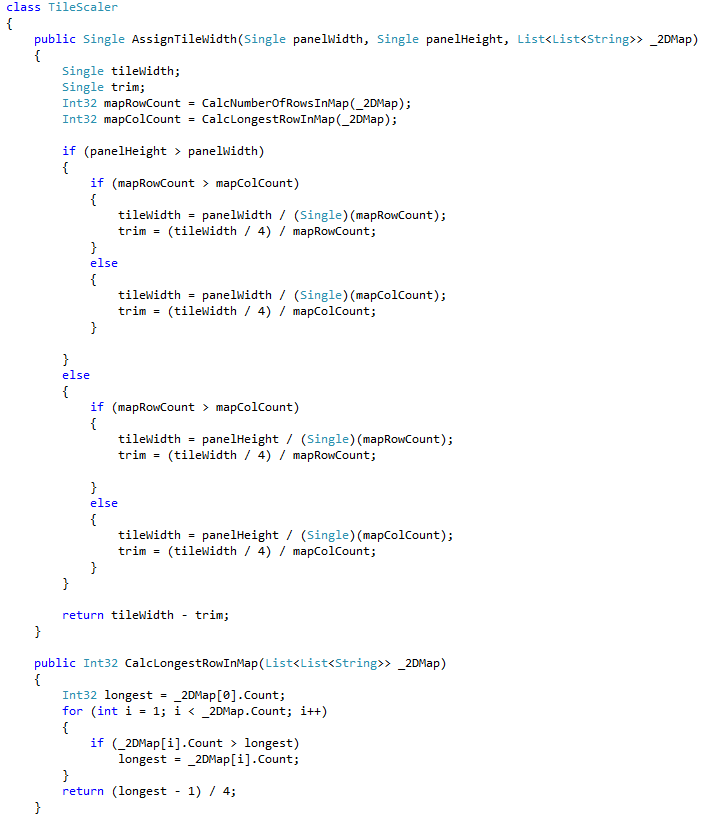 class TileScaler
{
    public Single AssignTileWidth(Single panelWidth, Single panelHeight, List<List<String>> _2DMap)
    {
        Single tileWidth;
        Single trim;
        Int32 mapRowCount = CalcNumberOfRowsInMap(_2DMap);
        Int32 mapColCount = CalcLongestRowInMap(_2DMap);

        if (panelHeight > panelWidth)
        {
            if (mapRowCount > mapColCount)
            {
                tileWidth = panelWidth / (Single)(mapRowCount);
                trim = (tileWidth / 4) / mapRowCount;
            }
            else
            {
                tileWidth = panelWidth / (Single)(mapColCount);
                trim = (tileWidth / 4) / mapColCount;
            }

        }
        else
        {
            if (mapRowCount > mapColCount)
            {
                tileWidth = panelHeight / (Single)(mapRowCount);
                trim = (tileWidth / 4) / mapRowCount;

            }
            else
            {
                tileWidth = panelHeight / (Single)(mapColCount);
                trim = (tileWidth / 4) / mapColCount;
            }
        }

        return tileWidth - trim;
    }

    public Int32 CalcLongestRowInMap(List<List<String>> _2DMap)
    {
        Int32 longest = _2DMap[0].Count;
        for (int i = 1; i < _2DMap.Count; i++)
        {
            if (_2DMap[i].Count > longest)
                longest = _2DMap[i].Count;
        }
        return (longest - 1) / 4;
    }